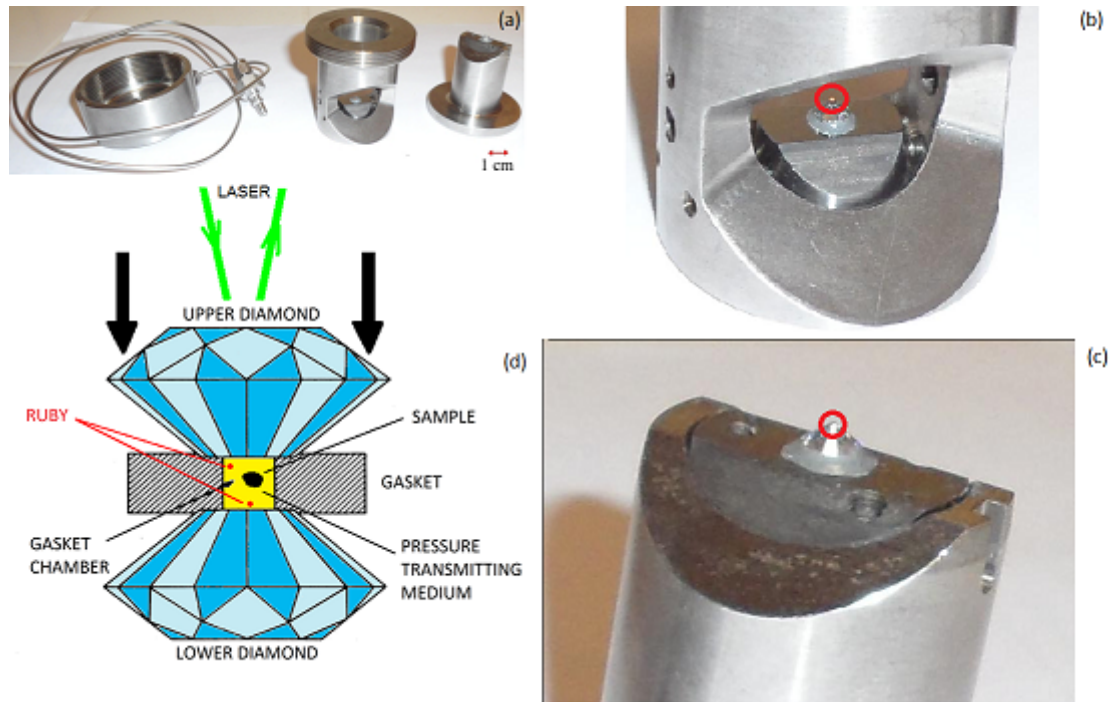 (a)
1 cm
(b)
LASER
UPPER DIAMOND
(d)
RUBY
SAMPLE
GASKET
GASKET
CHAMBER
PRESSURE
TRANSMITTING
MEDIUM
LOWER DIAMOND
(c)